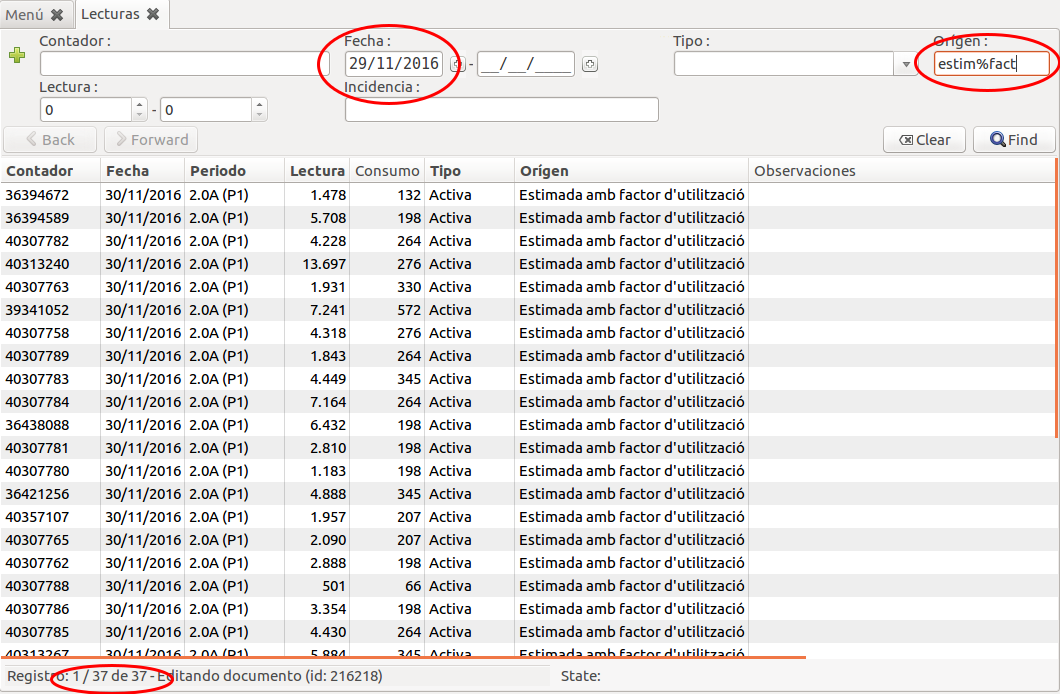 Menú Lecturas
Contador : Fecha : Tipo : Orígen :
29/11/2016 - __/__/____ estim%fact
Lectura : Incidencia :
0 - 0
Back Forward Clear Find
Contador Fecha Periodo Lectura Consumo Tipo Orígen Observaciones
36394672 30/11/2016 2.0A (P1) 1.478 132 Activa Estimada amb factor d'utilització
36394589 30/11/2016 2.0A (P1) 5.708 198 Activa Estimada amb factor d'utilització
40307782 30/11/2016 2.0A (P1) 4.228 264 Activa Estimada amb factor d'utilització
40313240 30/11/2016 2.0A (P1) 13.697 276 Activa Estimada amb factor d'utilització
40307763 30/11/2016 2.0A (P1) 1.931 330 Activa Estimada amb factor d'utilització
39341052 30/11/2016 2.0A (P1) 7.241 572 Activa Estimada amb factor d'utilització
40307758 30/11/2016 2.0A (P1) 4.318 276 Activa Estimada amb factor d'utilització
40307789 30/11/2016 2.0A (P1) 1.843 264 Activa Estimada amb factor d'utilització
40307783 30/11/2016 2.0A (P1) 4.449 345 Activa Estimada amb factor d'utilització
40307784 30/11/2016 2.0A (P1) 7.164 264 Activa Estimada amb factor d'utilització
36438088 30/11/2016 2.0A (P1) 6.432 198 Activa Estimada amb factor d'utilització
40307781 30/11/2016 2.0A (P1) 2.810 198 Activa Estimada amb factor d'utilització
40307780 30/11/2016 2.0A (P1) 1.183 198 Activa Estimada amb factor d'utilització
36421256 30/11/2016 2.0A (P1) 4.888 345 Activa Estimada amb factor d'utilització
40357107 30/11/2016 2.0A (P1) 1.957 207 Activa Estimada amb factor d'utilització
40307765 30/11/2016 2.0A (P1) 2.090 207 Activa Estimada amb factor d'utilització
40307762 30/11/2016 2.0A (P1) 2.888 198 Activa Estimada amb factor d'utilització
40307788 30/11/2016 2.0A (P1) 501 66 Activa Estimada amb factor d'utilització
40307786 30/11/2016 2.0A (P1) 3.354 198 Activa Estimada amb factor d'utilització
40307785 30/11/2016 2.0A (P1) 4.430 264 Activa Estimada amb factor d'utilització
40313267 30/11/2016 2.0A (P1) 5.884 345 Activa Estimada amb factor d'utilització
Registro: 1 / 37 de 37 - Editando documento (id: 216218) State: